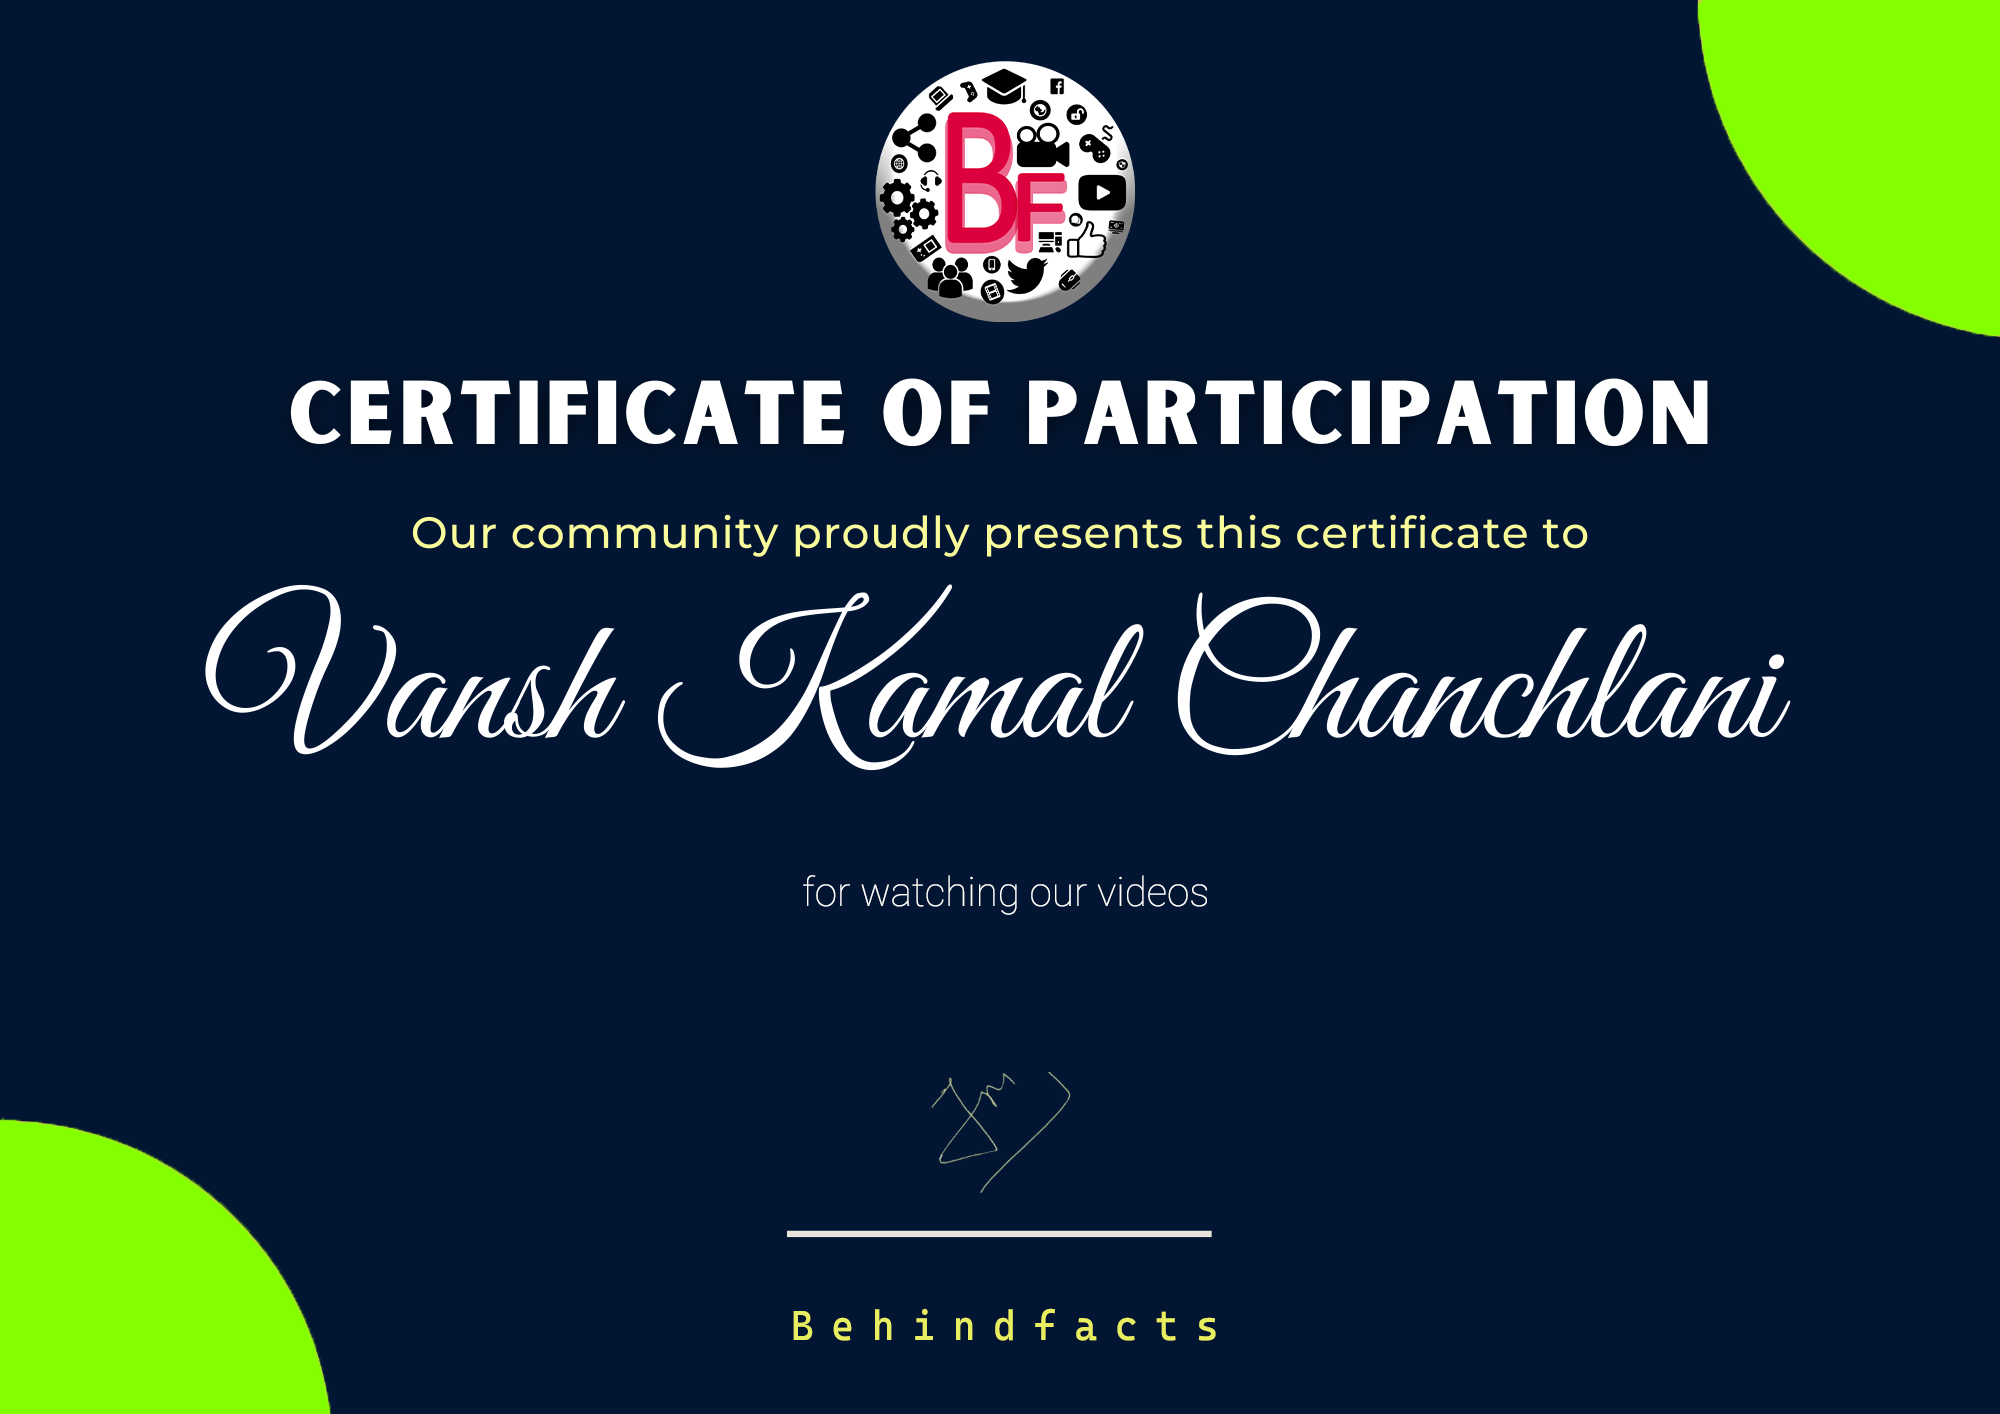 BF
CERTIFICATE OF PARTICIPATION
Our community proudly presents this certificate to
Vansh Kamal Chanchlani
for watching our videos
Behindfacts